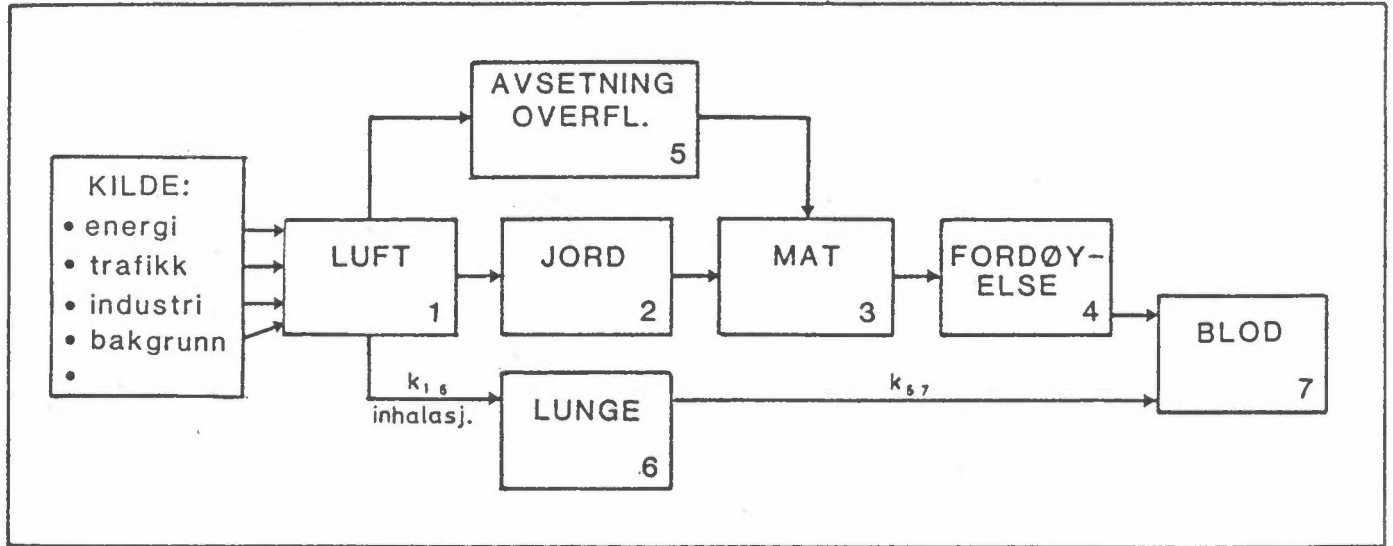 KILDE:
• energi
• trafikk
• industri
• bakgrunn
•
LUFT
1
AVSETNING
OVERFL.
5
JORD
2
MAT
3
FORDØY-
ELSE
4
k₁₆
inhalasj.
LUNGE
6
k₆₇
BLOD
7